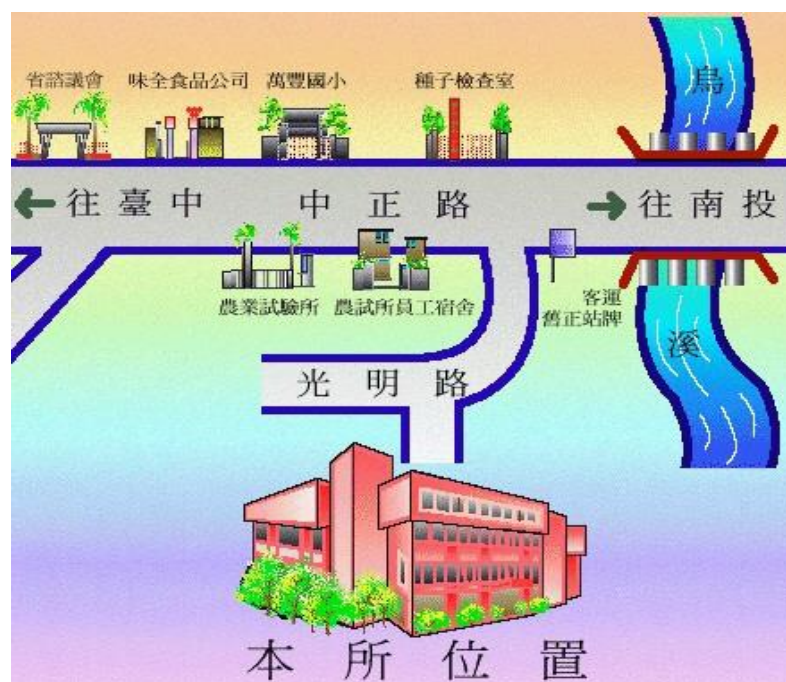 省諮議會 味全食品公司 萬豐國小 種子檢查室
烏
往臺中 中正路 往南投
農業試驗所 農試所員工宿舍 客運
舊正站牌
溪
光明路
本所位置